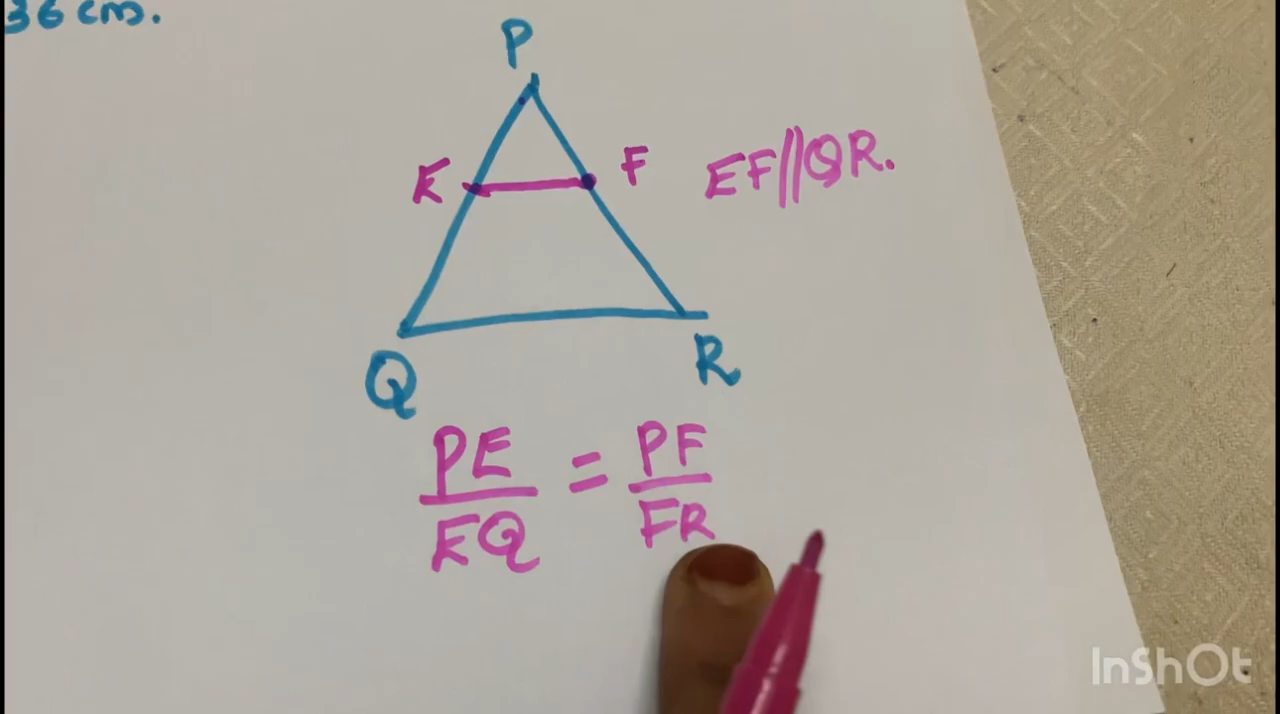 36 cm.
P
E F EF//QR.
Q R
PE/EQ = PF/FR
InShOt